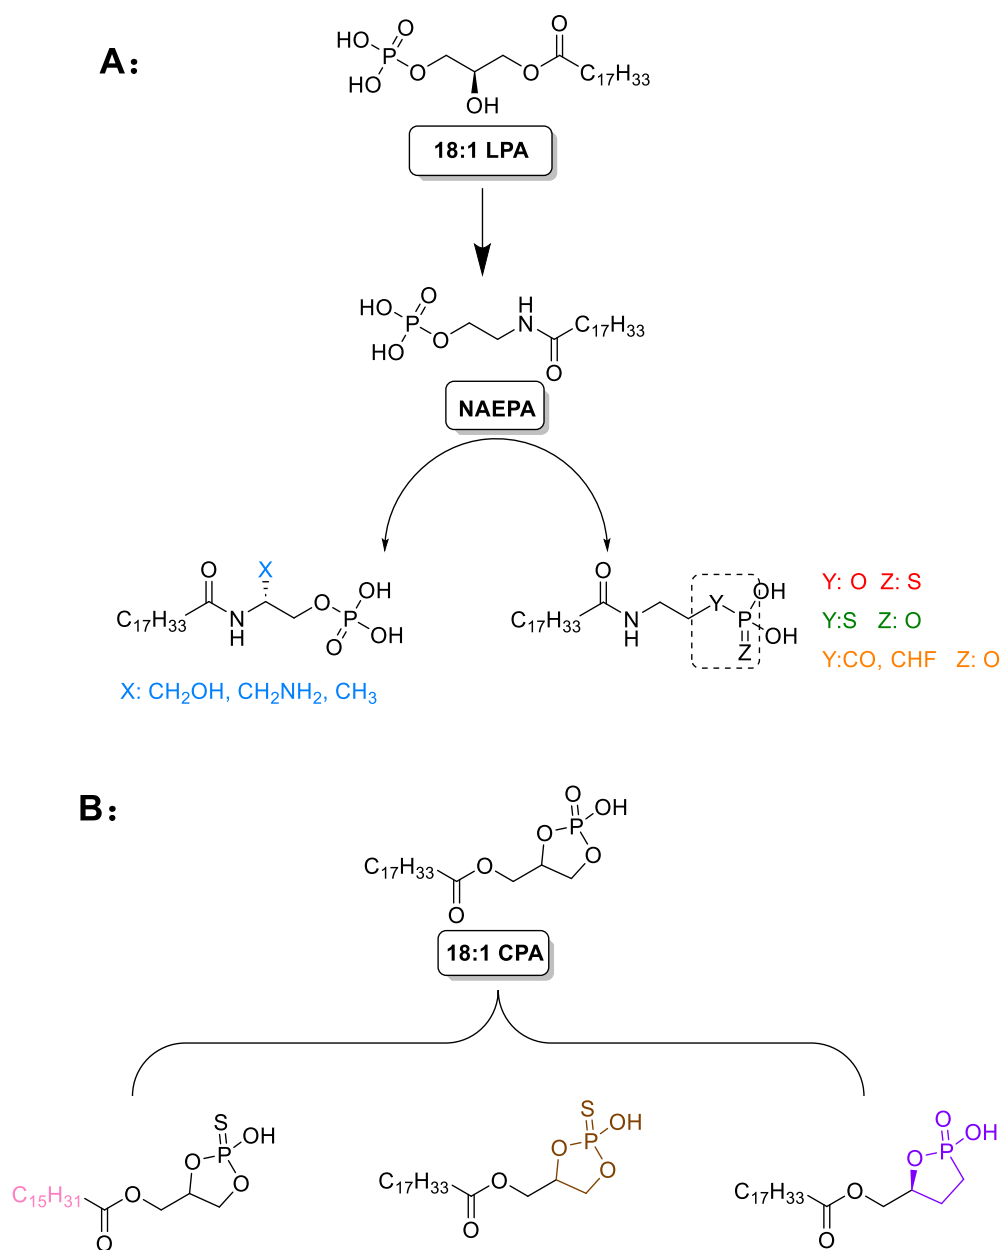 A:
HO
O
P
HO
O
OH
O
O
C17H33
18:1 LPA
HO
O
P
HO
O
H
N
C17H33
O
NAEPA
O
X
C17H33
N
H
O
P
OH
OH
O
X: CH2OH, CH2NH2, CH3
O
C17H33
N
H
Y
P
OH
OH
Z
Y: O Z: S
Y:S Z: O
Y:CO, CHF Z: O
B:
O
P
OH
O
O
C17H33
O
O
18:1 CPA
S
P
OH
O
O
C15H31
O
O
S
P
OH
O
O
C17H33
O
O
O
P
OH
O
C17H33
O
O